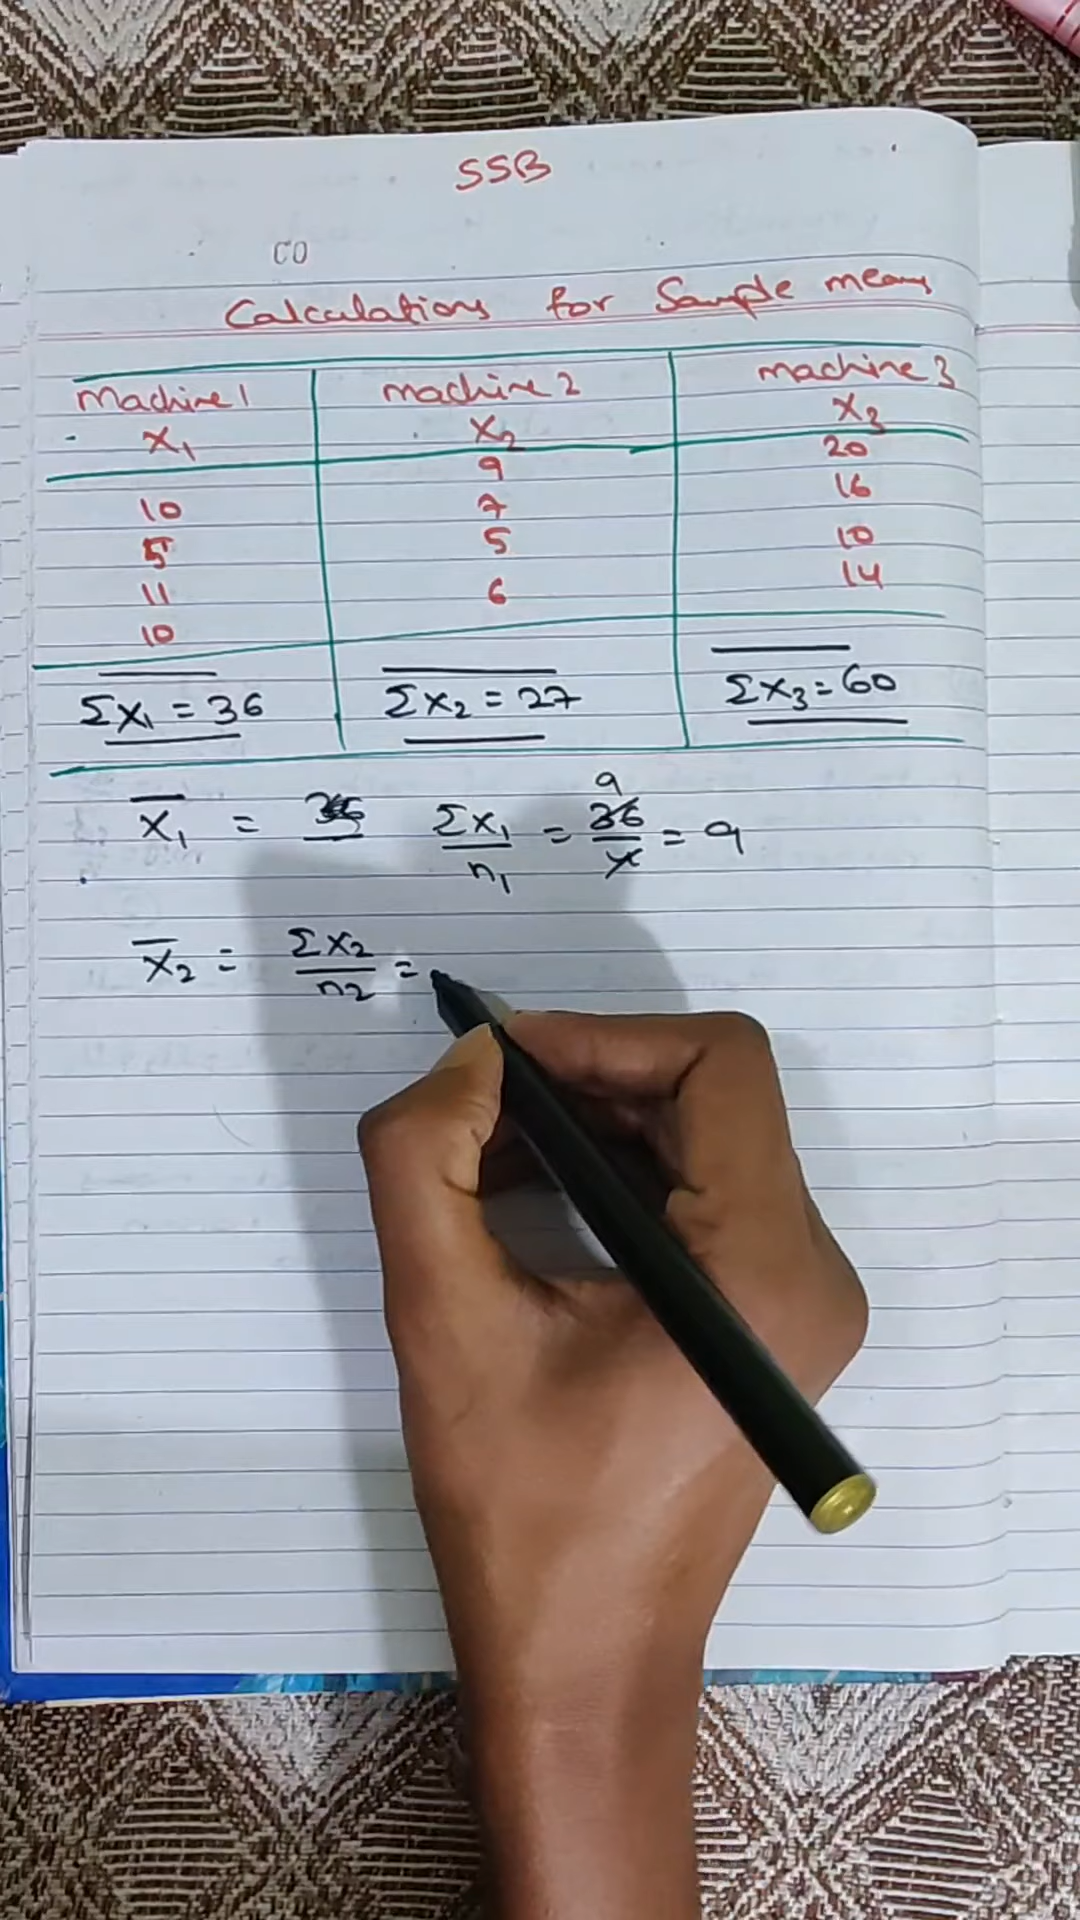 SSB
CO
Calculations for Sample means
Machine 1 machine 2 machine 3
X₁ X₂ X₃
9 20
10 7 16
5 5 10
11 6 14
10
ΣX₁ = 36 ΣX₂ = 27 ΣX₃ = 60
X̄₁ = ΣX₁/n₁ = 36/4 = 9
9
X̄₂ = ΣX₂/n₂ =